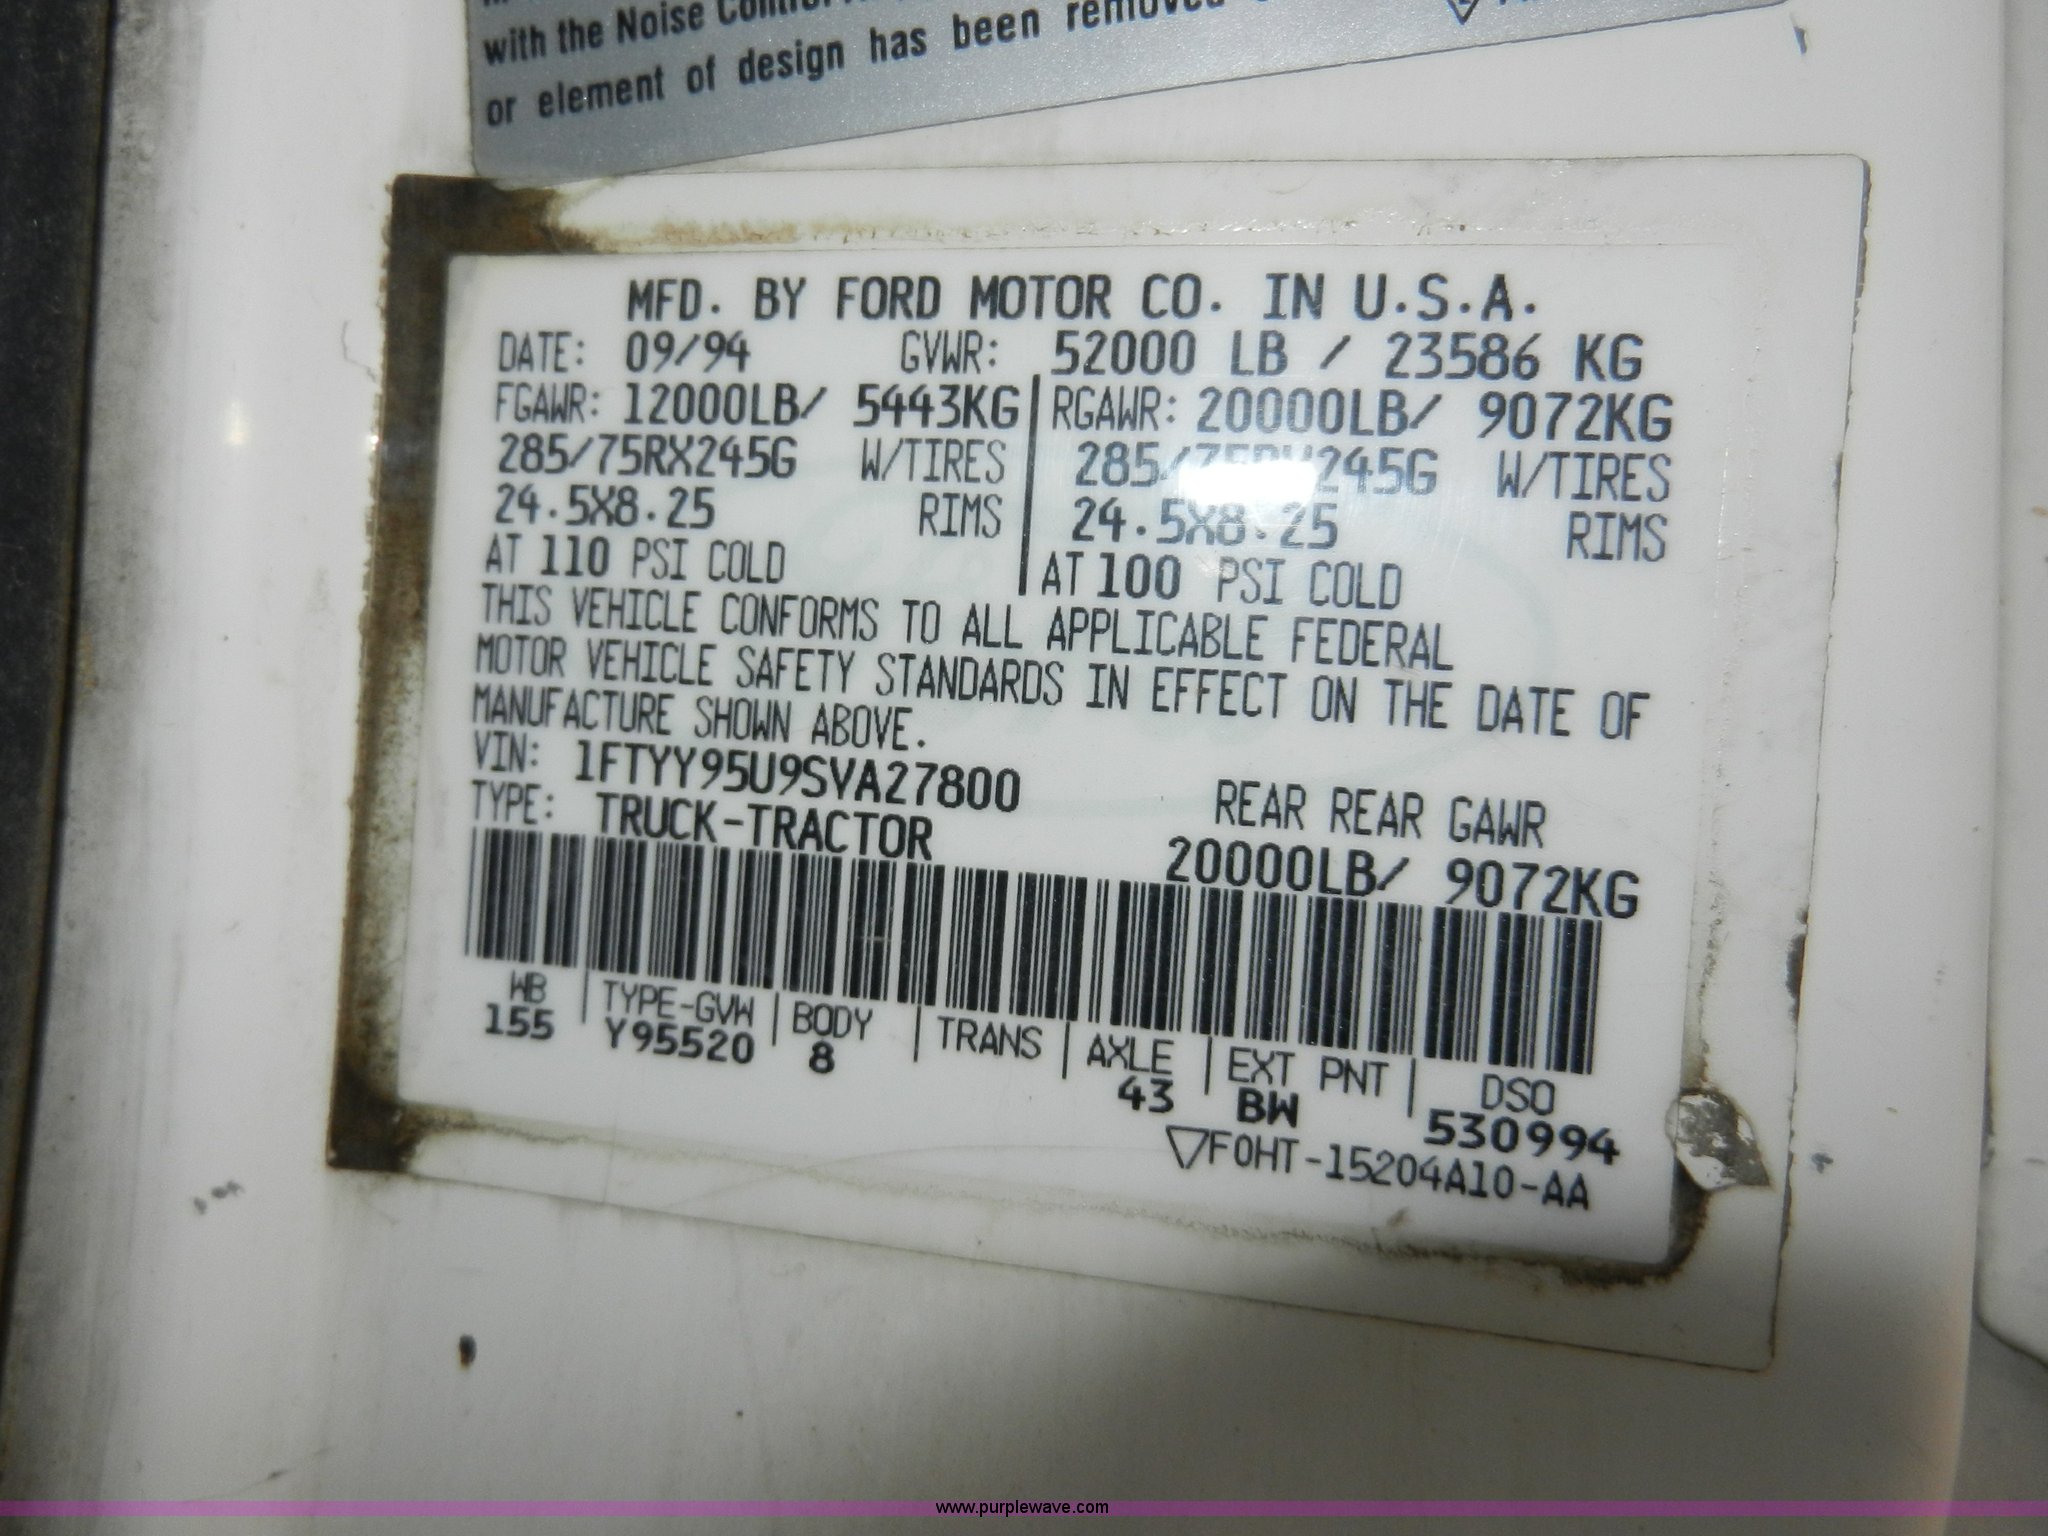 with the Noise
or element of design has been removed
MFD. BY FORD MOTOR CO. IN U.S.A.
DATE: 09/94 GVWR: 52000 LB / 23586 KG
FGAWR: 12000LB/ 5443KG RGAWR: 20000LB/ 9072KG
285/75RX245G W/TIRES 285/75RX245G W/TIRES
24.5X8.25 RIMS 24.5X8.25 RIMS
AT 110 PSI COLD AT 100 PSI COLD
THIS VEHICLE CONFORMS TO ALL APPLICABLE FEDERAL
MOTOR VEHICLE SAFETY STANDARDS IN EFFECT ON THE DATE OF
MANUFACTURE SHOWN ABOVE.
VIN: 1FTYY95U9SVA27800
TYPE: TRUCK-TRACTOR
REAR REAR GAWR
20000LB/ 9072KG
WB TYPE-GVW BODY TRANS AXLE EXT PNT DSO
155 Y95520 8 43 BW 530994
F0HT-15204A10-AA
www.purplewave.com